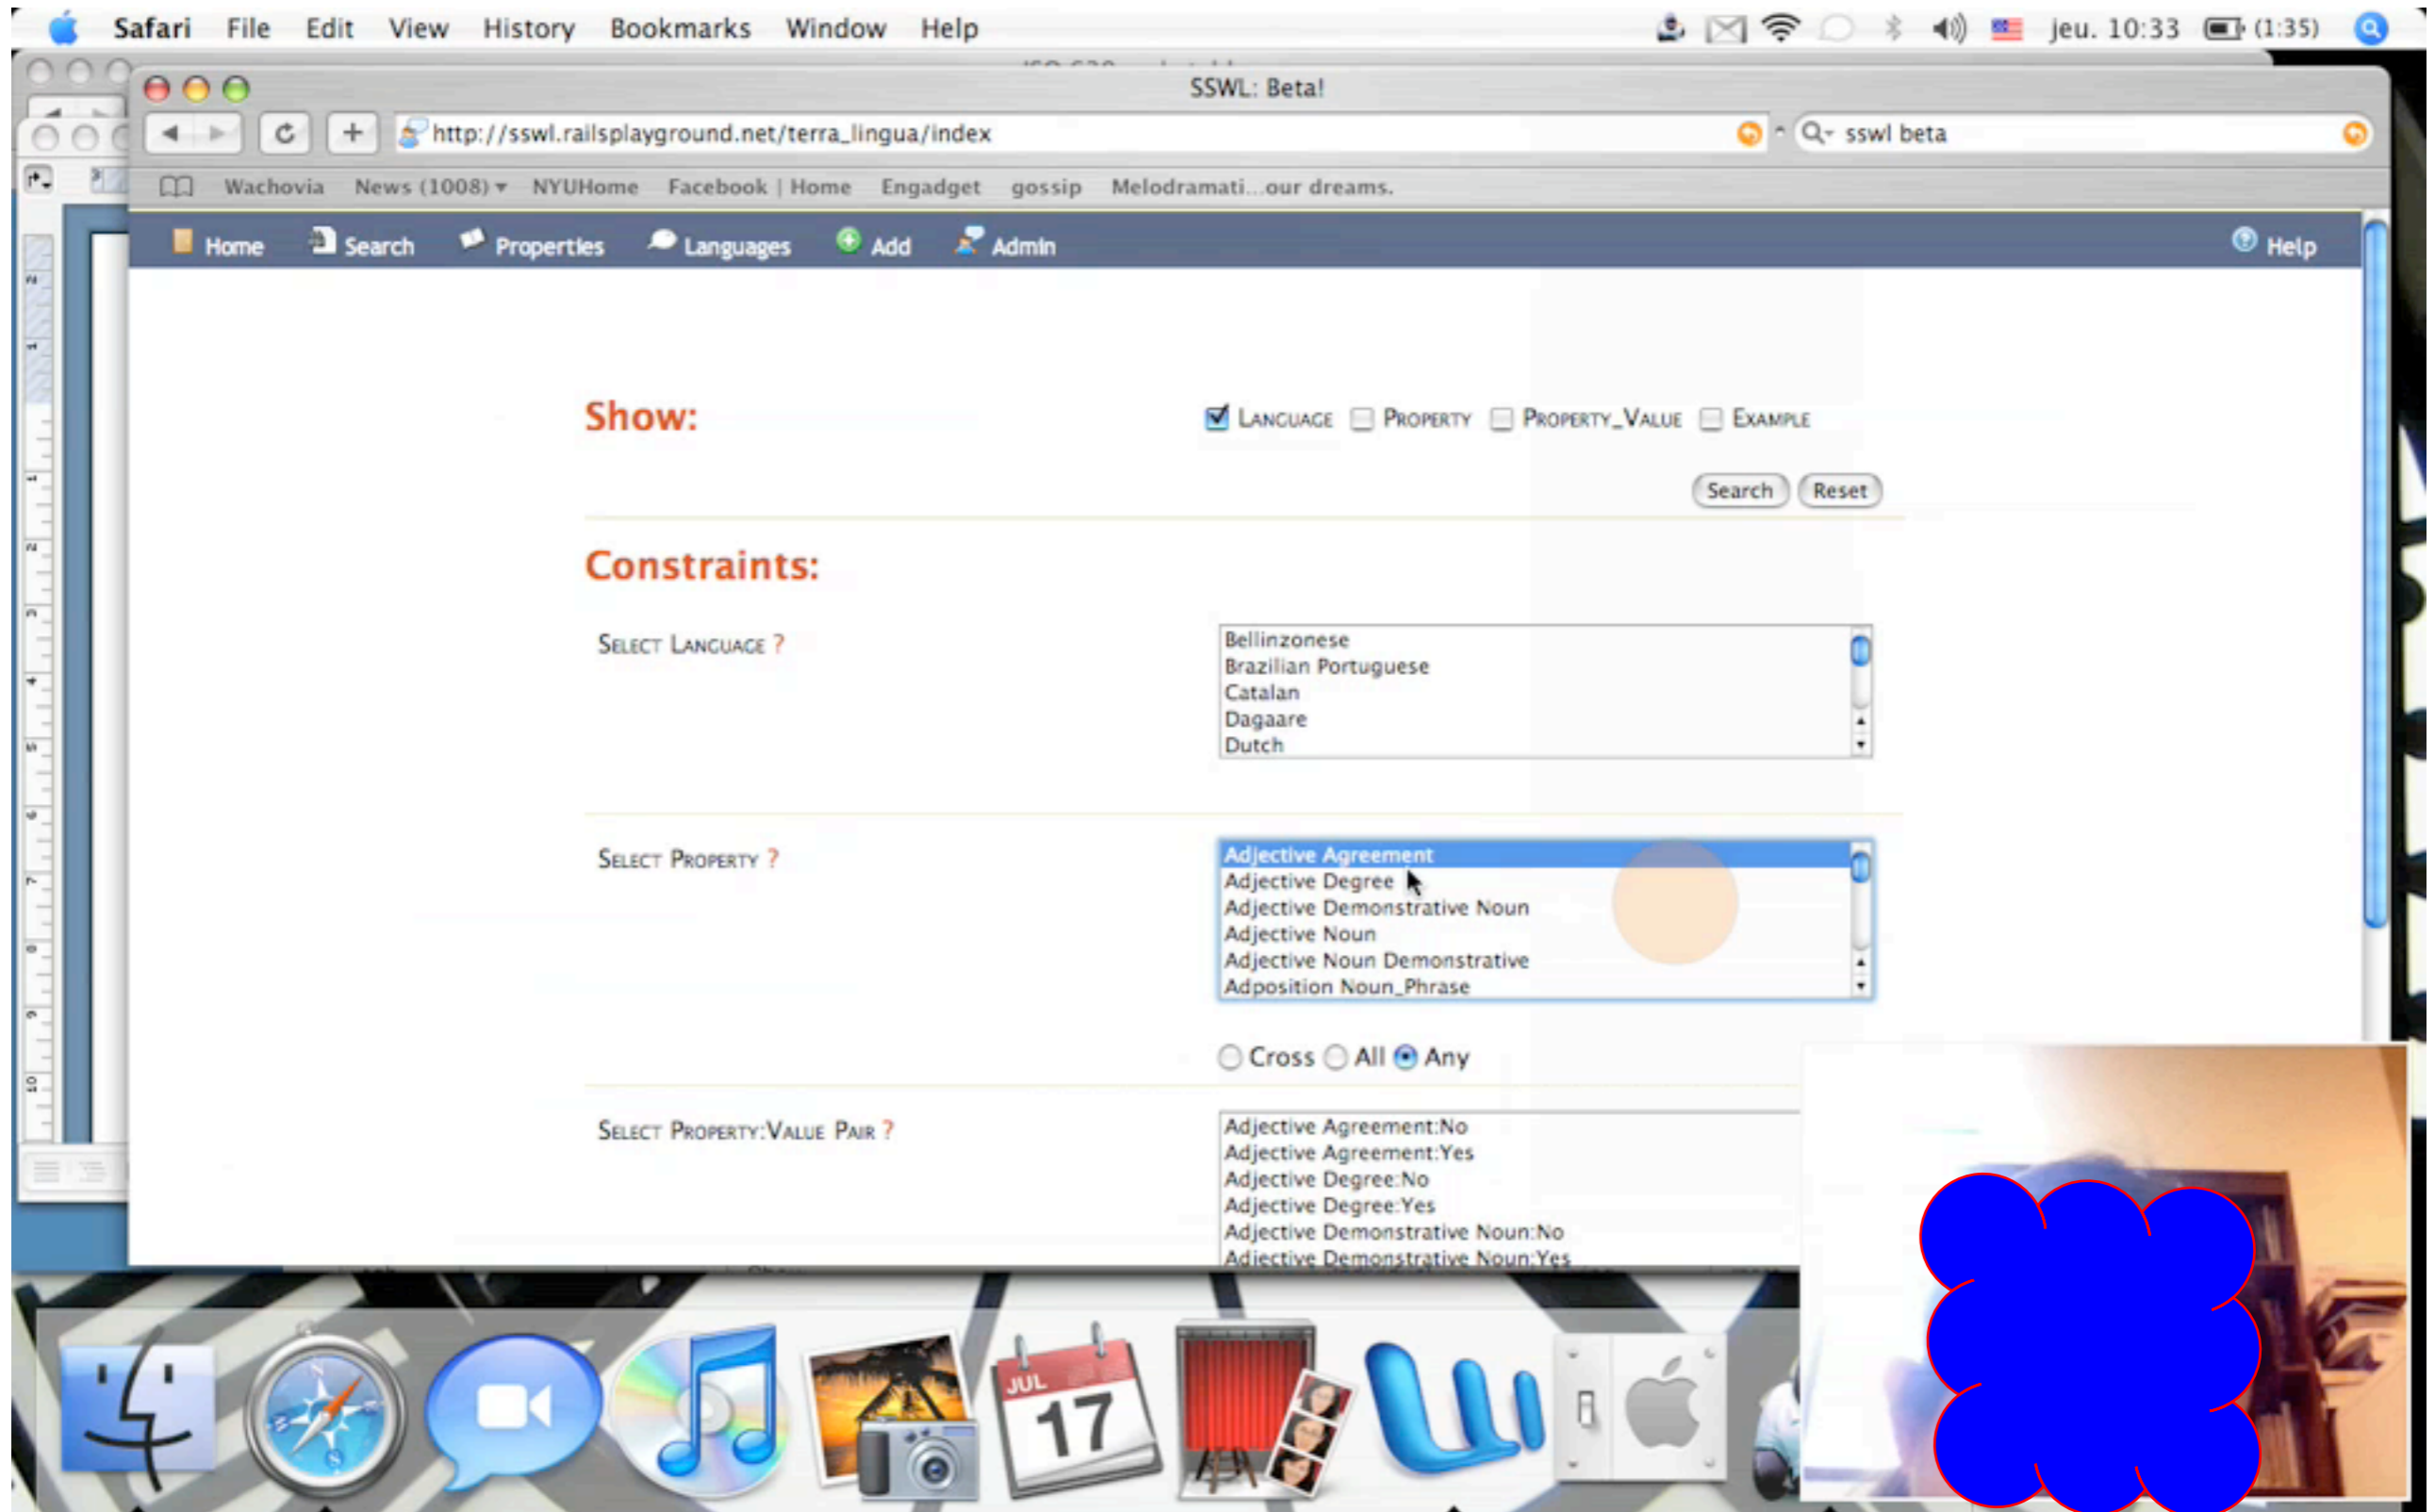 Safari File Edit View History Bookmarks Window Help jeu. 10:33 (1:35)
SSWL: Beta!
http://sswl.railsplayground.net/terra_lingua/index sswl beta
Wachovia News (1008) NYUHome Facebook | Home Engadget gossip Melodramati...our dreams.
Home Search Properties Languages Add Admin Help
Show: LANGUAGE PROPERTY PROPERTY_VALUE EXAMPLE
Search Reset
Constraints:
SELECT LANGUAGE ?
Bellinzonese
Brazilian Portuguese
Catalan
Dagaare
Dutch
SELECT PROPERTY ?
Adjective Agreement
Adjective Degree
Adjective Demonstrative Noun
Adjective Noun
Adjective Noun Demonstrative
Adposition Noun_Phrase
Cross All Any
SELECT PROPERTY:VALUE PAIR ?
Adjective Agreement:No
Adjective Agreement:Yes
Adjective Degree:No
Adjective Degree:Yes
Adjective Demonstrative Noun:No
Adjective Demonstrative Noun:Yes
JUL
17